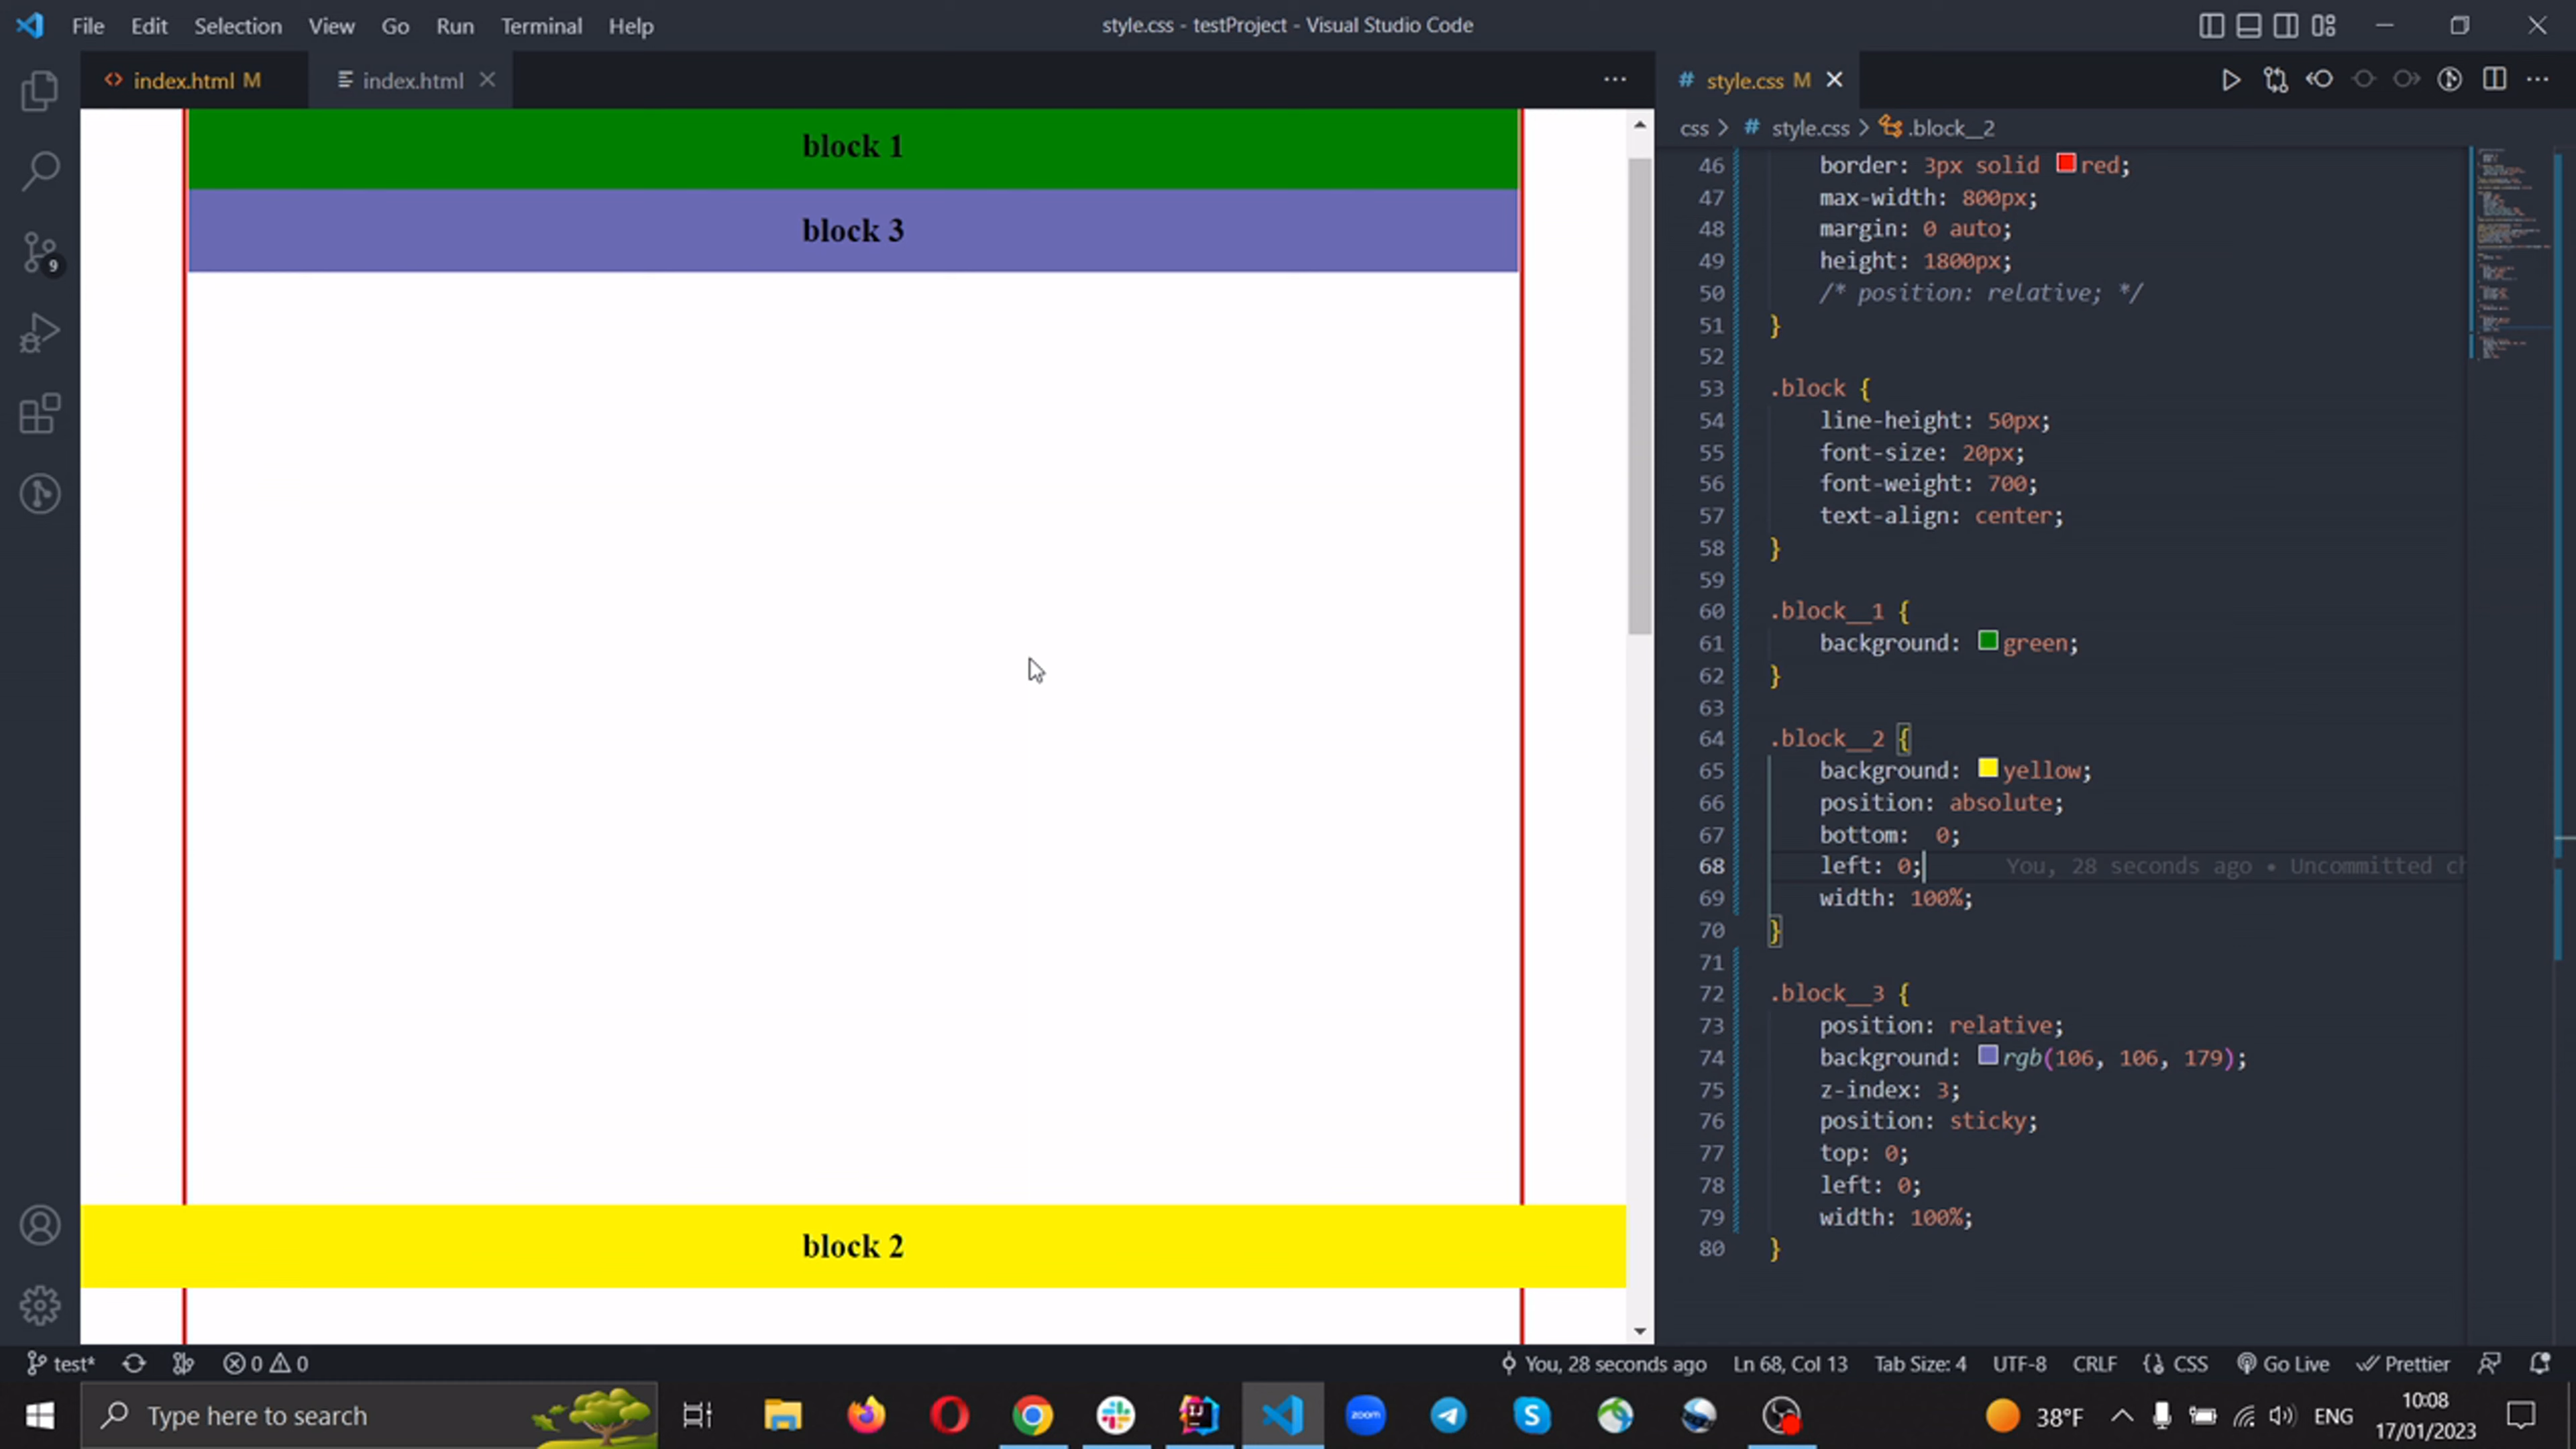 File Edit Selection View Go Run Terminal Help
style.css - testProject - Visual Studio Code
index.html M
index.html
style.css M
css > # style.css > .block__2
block 1
block 3
block 2
46 border: 3px solid red;
47 max-width: 800px;
48 margin: 0 auto;
49 height: 1800px;
50 /* position: relative; */
51 }
52
53 .block {
54 line-height: 50px;
55 font-size: 20px;
56 font-weight: 700;
57 text-align: center;
58 }
59
60 .block__1 {
61 background: green;
62 }
63
64 .block__2 {
65 background: yellow;
66 position: absolute;
67 bottom:  0;
68 left: 0; You, 28 seconds ago • Uncommitted ch
69 width: 100%;
70 }
71
72 .block__3 {
73 position: relative;
74 background: rgb(106, 106, 179);
75 z-index: 3;
76 position: sticky;
77 top: 0;
78 left: 0;
79 width: 100%;
80 }
9
test* 0 0 You, 28 seconds ago Ln 68, Col 13 Tab Size: 4 UTF-8 CRLF {} CSS Go Live Prettier
Type here to search
zoom
38°F ENG
10:08
17/01/2023